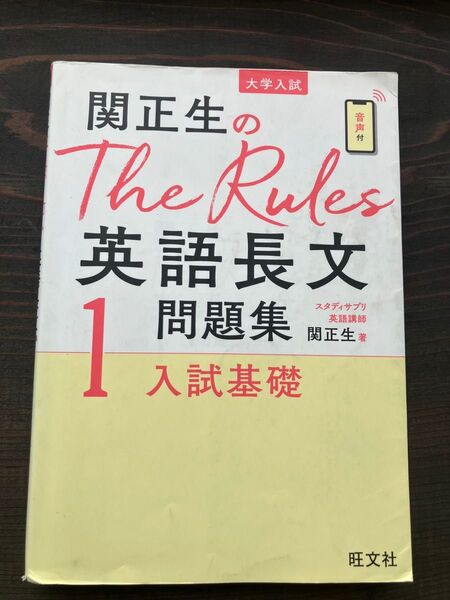 大学入試
関正生の
音声付
The Rules
英語長文
問題集
スタディサプリ
英語講師
関正生 著
1 入試基礎
旺文社